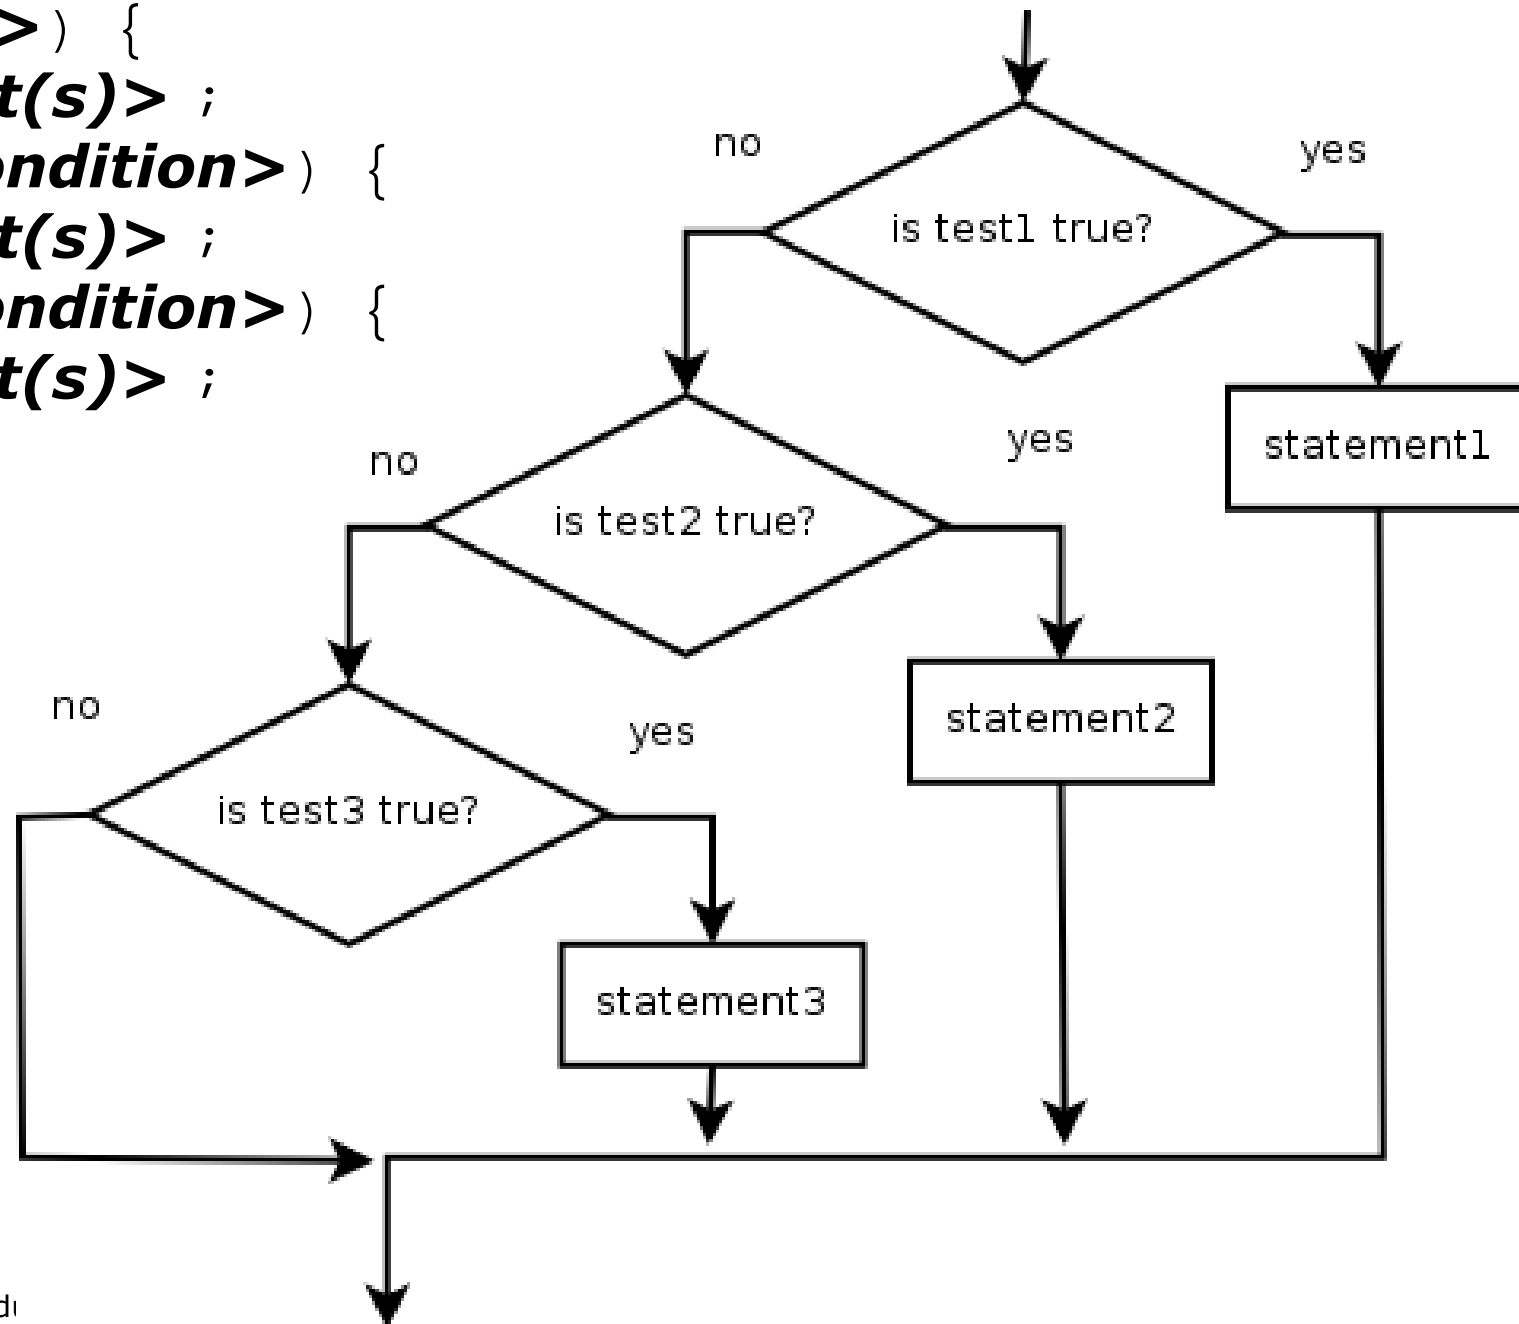 >) {
t(s)> ;
ondition>) {
t(s)> ;
ondition>) {
t(s)> ;
no
yes
is test1 true?
statement1
no
yes
is test2 true?
statement2
no
yes
is test3 true?
statement3